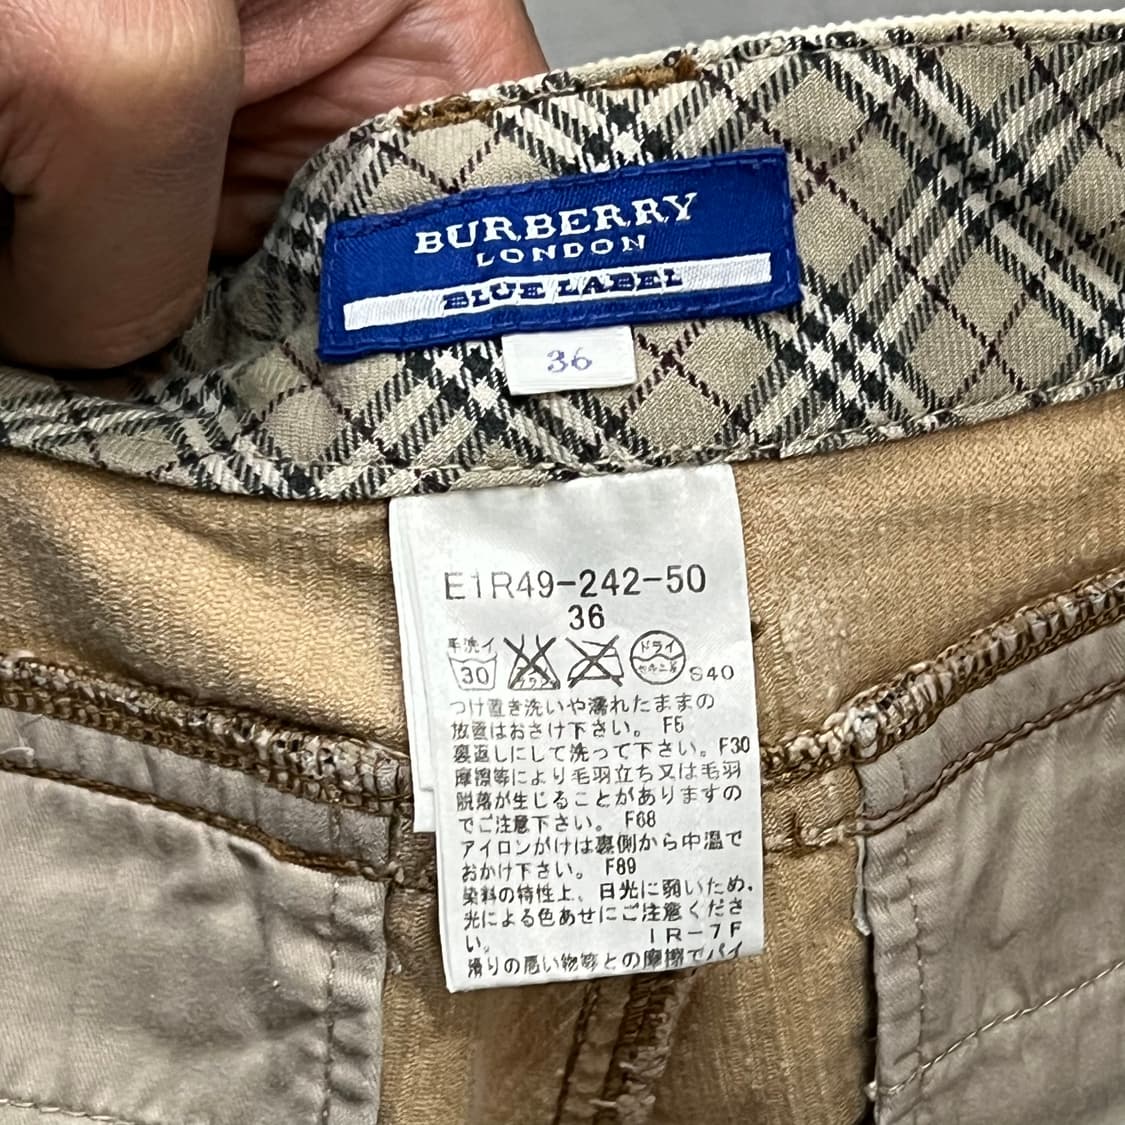 BURBERRY
LONDON
BLUE LABEL
36
E1R49-242-50
36
手洗イ
30
ドライ
S40
つけ置き洗いや濡れたままの
放置はおさけ下さい。 F5
裏返しにして洗って下さい。F30
摩擦等により毛羽立ち又は毛羽
脱落が生じることがありますの
でご注意下さい。 F68
アイロンがけは裏側から中温で
おかけ下さい。 F89
染料の特性上、日光に弱いため、
光による色あせにご注意くださ
い。 IR-7F
滑りの悪い物等との摩擦でパイ